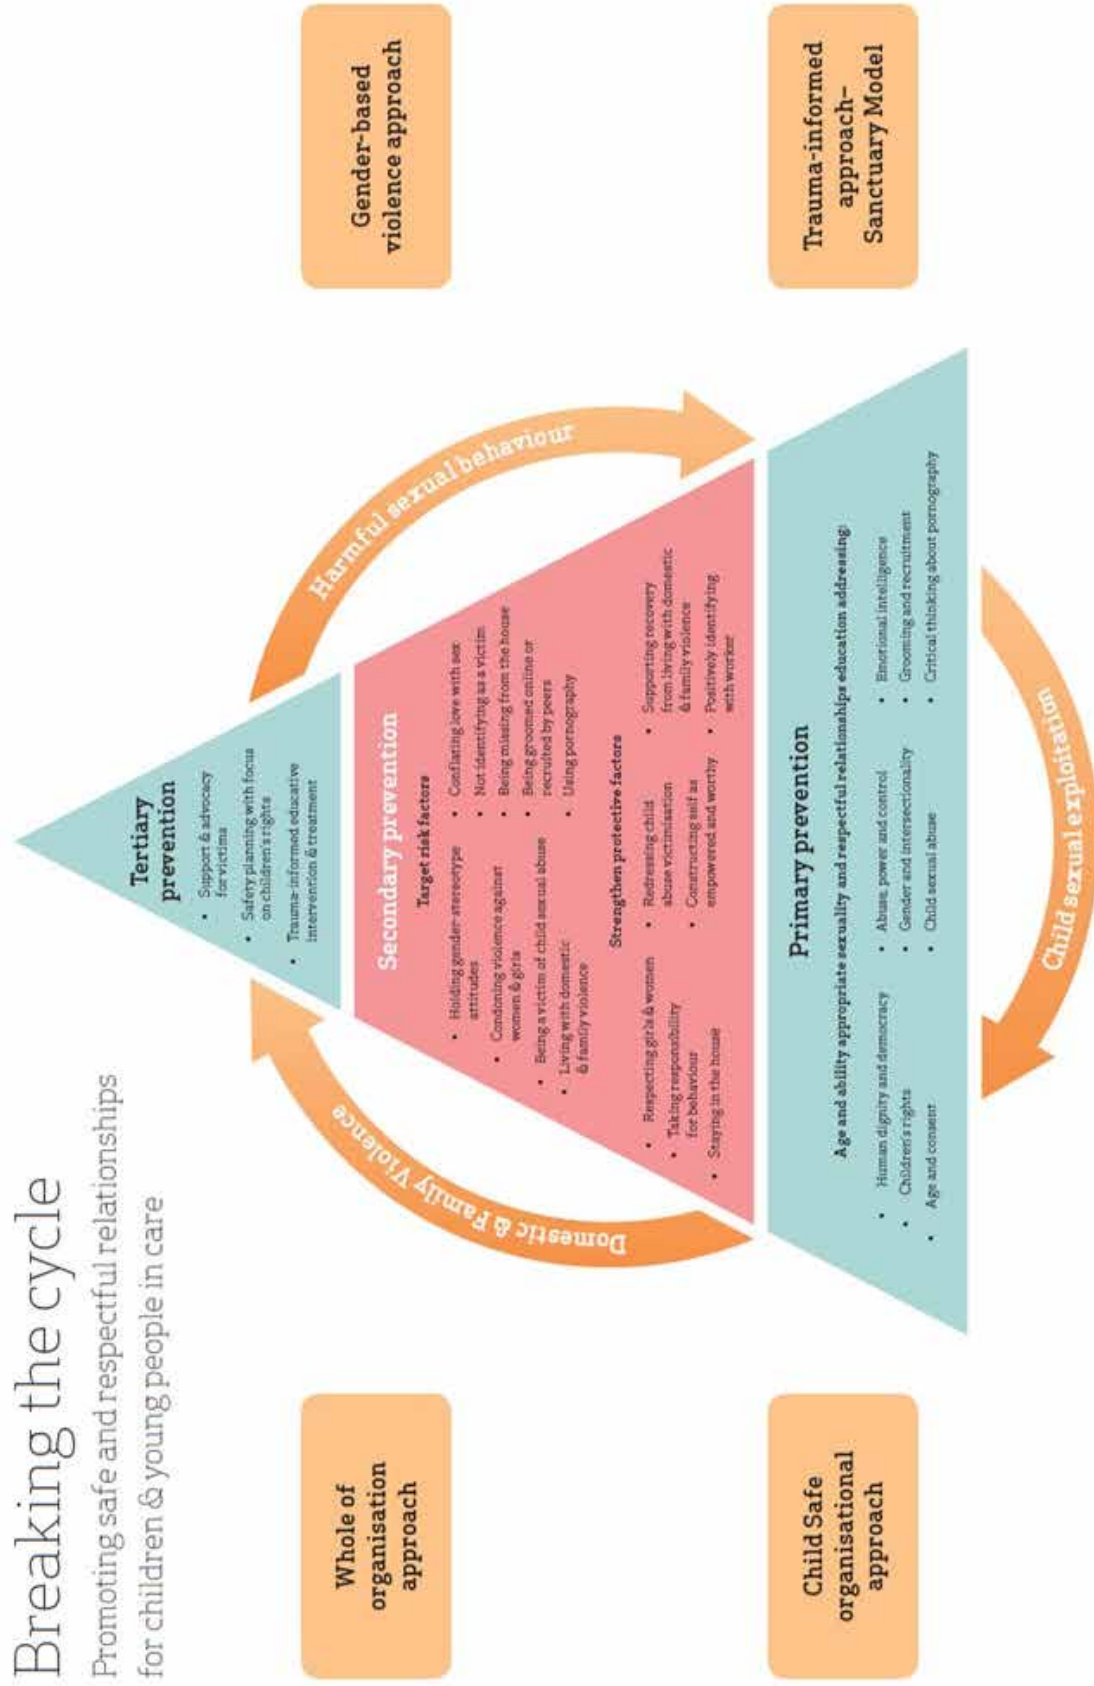 Breaking the cycle
Promoting safe and respectful relationships
for children & young people in care
Whole of
organisation
approach
Gender-based
violence approach
Child Safe
organisational
approach
Trauma-informed
approach–
Sanctuary Model
Domestic & Family Violence
Harmful sexual behaviour
Child sexual exploitation
Tertiary
prevention
• Support & advocacy
for victims
• Safety planning with focus
on children's rights
• Trauma-informed educative
intervention & treatment
Secondary prevention
Target risk factors
• Holding gender-stereotype
attitudes
• Condoning violence against
women & girls
• Being a victim of child sexual abuse
• Living with domestic
& family violence
• Conflating love with sex
• Not identifying as a victim
• Being missing from the house
• Being groomed online or
recruited by peers
• Using pornography
Strengthen protective factors
• Respecting girls & women
• Taking responsibility
for behaviour
• Staying in the house
• Redressing child
abuse victimisation
• Constructing self as
empowered and worthy
• Supporting recovery
from living with domestic
& family violence
• Positively identifying
with worker
Primary prevention
Age and ability appropriate sexuality and respectful relationships education addressing:
• Human dignity and democracy
• Children's rights
• Age and consent
• Abuse, power and control
• Gender and intersectionality
• Child sexual abuse
• Emotional intelligence
• Grooming and recruitment
• Critical thinking about pornography